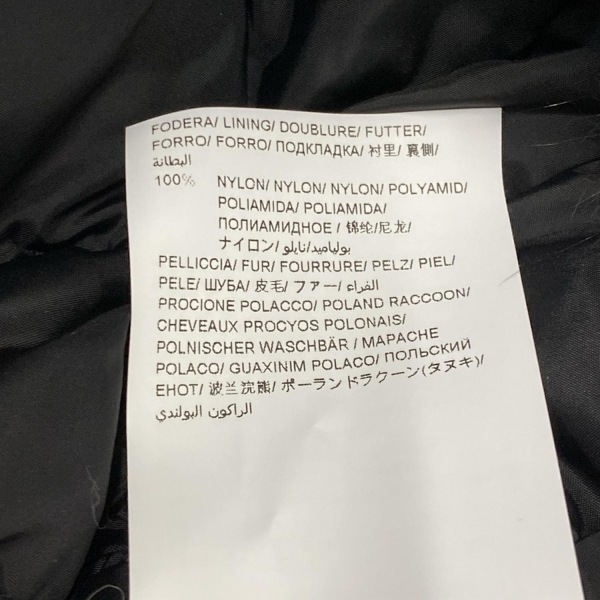 FODERA/ LINING/ DOUBLURE/ FUTTER/
FORRO/ FORRO/ ПОДКЛАДКА/ 衬里/ 裏側/
البطانة
100% NYLON/ NYLON/ NYLON/ POLYAMID/
POLIAMIDA/ POLIAMIDA/
ПОЛИАМИДНОЕ / 锦纶/尼龙/
ナイロン/ بولياميد/نايلو
PELLICCIA/ FUR/ FOURRURE/ PELZ/ PIEL/
PELE/ ШУБА/ 皮毛/ ファー/ الفراء
PROCIONE POLACCO/ POLAND RACCOON/
CHEVEAUX PROCYOS POLONAIS/
POLNISCHER WASCHBÄR / MAPACHE
POLACO/ GUAXINIM POLACO/ ПОЛЬСКИЙ
ЕНОТ/ 波兰浣熊/ ポーランドラクーン(タヌキ)/
الراكون البولندي